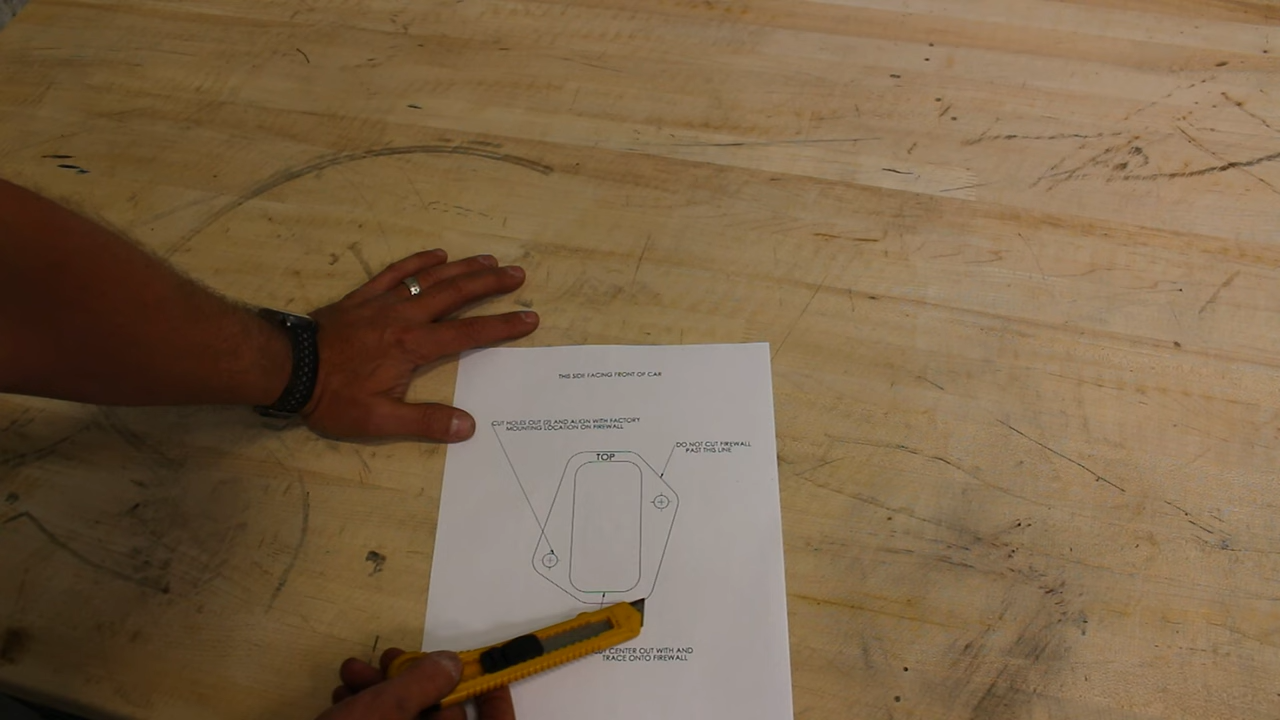 THIS SIDE FACING FRONT OF CAR
CUT HOLES OUT (2) AND ALIGN WITH FACTORY
MOUNTING LOCATION ON FIREWALL
DO NOT CUT FIREWALL
PAST THIS LINE
TOP
CENTER OUT WITH AND
TRACE ONTO FIREWALL